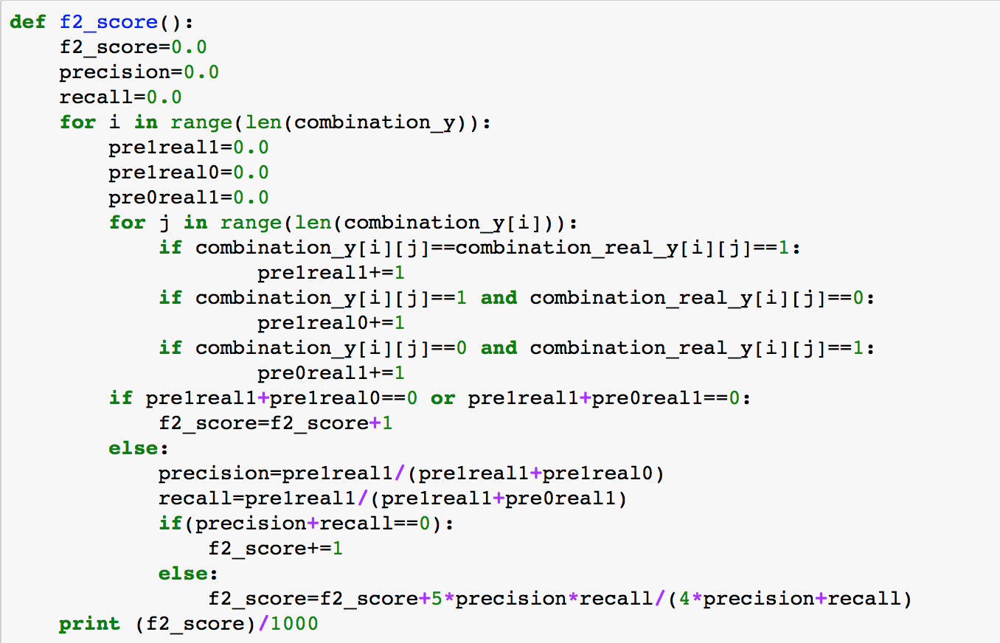 def f2_score():
    f2_score=0.0
    precision=0.0
    recall=0.0
    for i in range(len(combination_y)):
        pre1real1=0.0
        pre1real0=0.0
        pre0real1=0.0
        for j in range(len(combination_y[i])):
            if combination_y[i][j]==combination_real_y[i][j]==1:
                    pre1real1+=1
            if combination_y[i][j]==1 and combination_real_y[i][j]==0:
                    pre1real0+=1
            if combination_y[i][j]==0 and combination_real_y[i][j]==1:
                    pre0real1+=1
        if pre1real1+pre1real0==0 or pre1real1+pre0real1==0:
            f2_score=f2_score+1
        else:
            precision=pre1real1/(pre1real1+pre1real0)
            recall=pre1real1/(pre1real1+pre0real1)
            if(precision+recall==0):
                f2_score+=1
            else:
                f2_score=f2_score+5*precision*recall/(4*precision+recall)
    print (f2_score)/1000